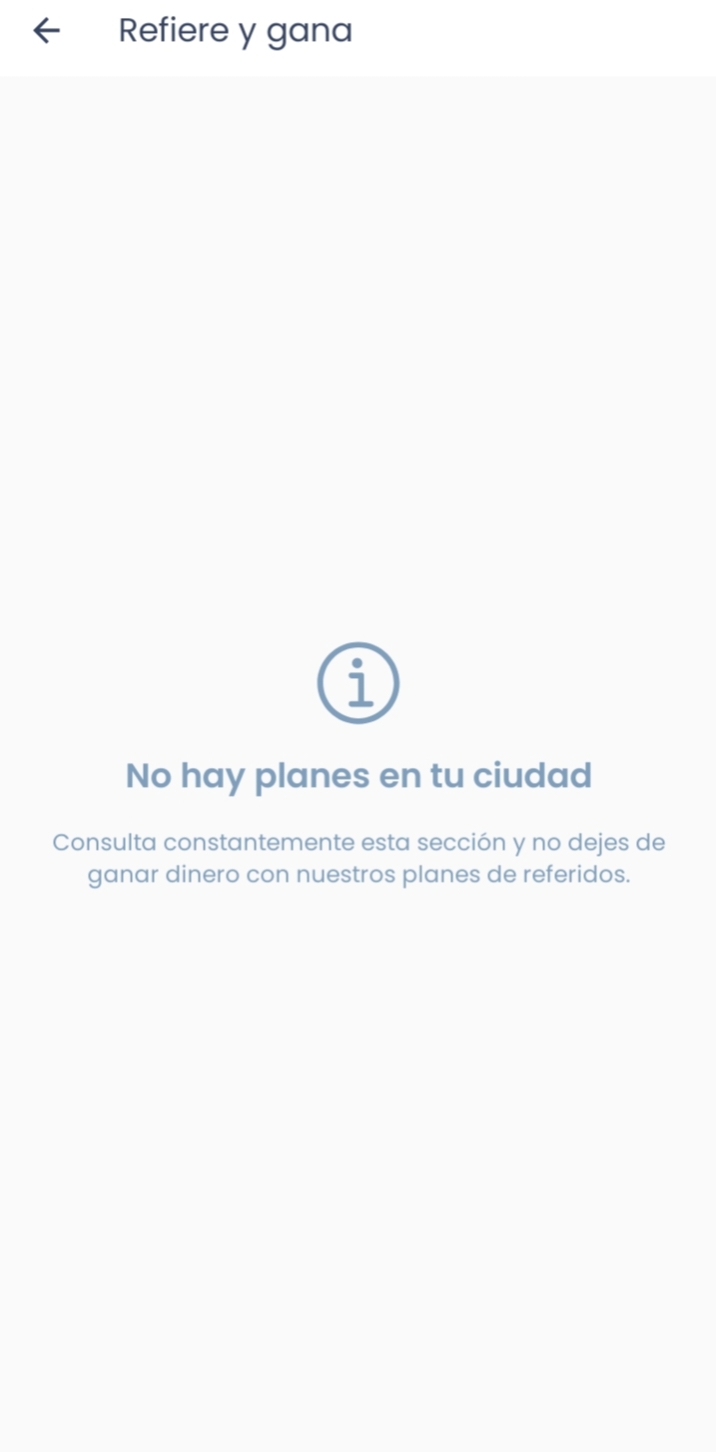 Refiere y gana
No hay planes en tu ciudad
Consulta constantemente esta sección y no dejes de
ganar dinero con nuestros planes de referidos.